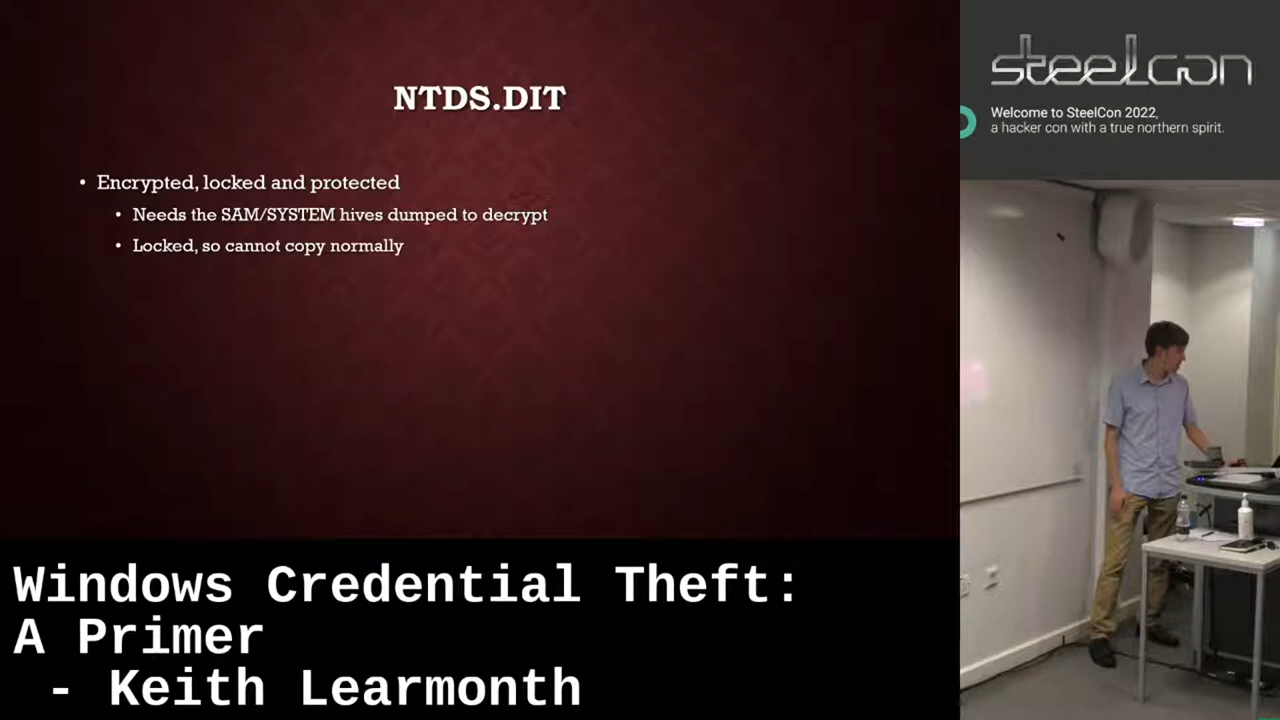 NTDS.DIT
• Encrypted, locked and protected
• Needs the SAM/SYSTEM hives dumped to decrypt
• Locked, so cannot copy normally
steelcon
Welcome to SteelCon 2022,
a hacker con with a true northern spirit.
Windows Credential Theft:
A Primer
- Keith Learmonth